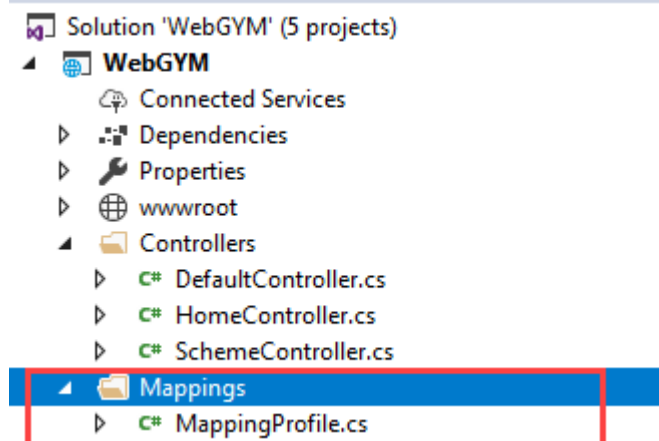 Solution 'WebGYM' (5 projects)
WebGYM
Connected Services
Dependencies
Properties
wwwroot
Controllers
C# DefaultController.cs
C# HomeController.cs
C# SchemeController.cs
Mappings
C# MappingProfile.cs